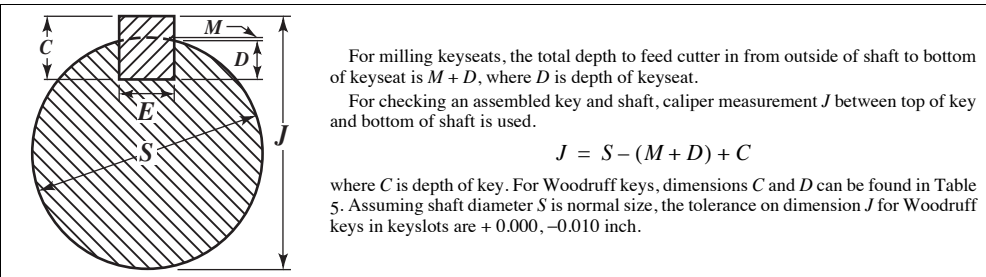 C
M
D
E
S
J
For milling keyseats, the total depth to feed cutter in from outside of shaft to bottom
of keyseat is M + D, where D is depth of keyseat.
For checking an assembled key and shaft, caliper measurement J between top of key
and bottom of shaft is used.
J = S – (M + D) + C
where C is depth of key. For Woodruff keys, dimensions C and D can be found in Table
5. Assuming shaft diameter S is normal size, the tolerance on dimension J for Woodruff
keys in keyslots are + 0.000, –0.010 inch.